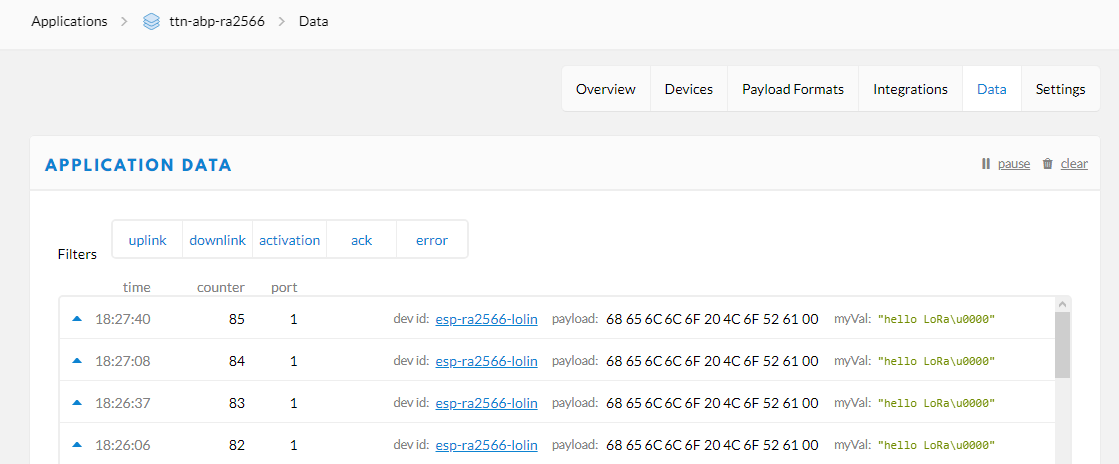 Applications > ttn-abp-ra2566 > Data
Overview Devices Payload Formats Integrations Data Settings
APPLICATION DATA pause clear
Filters uplink downlink activation ack error
time counter port
18:27:40 85 1 dev id: esp-ra2566-lolin payload: 68 65 6C 6C 6F 20 4C 6F 52 61 00 myVal: "hello LoRa\u0000"
18:27:08 84 1 dev id: esp-ra2566-lolin payload: 68 65 6C 6C 6F 20 4C 6F 52 61 00 myVal: "hello LoRa\u0000"
18:26:37 83 1 dev id: esp-ra2566-lolin payload: 68 65 6C 6C 6F 20 4C 6F 52 61 00 myVal: "hello LoRa\u0000"
18:26:06 82 1 dev id: esp-ra2566-lolin payload: 68 65 6C 6C 6F 20 4C 6F 52 61 00 myVal: "hello LoRa\u0000"